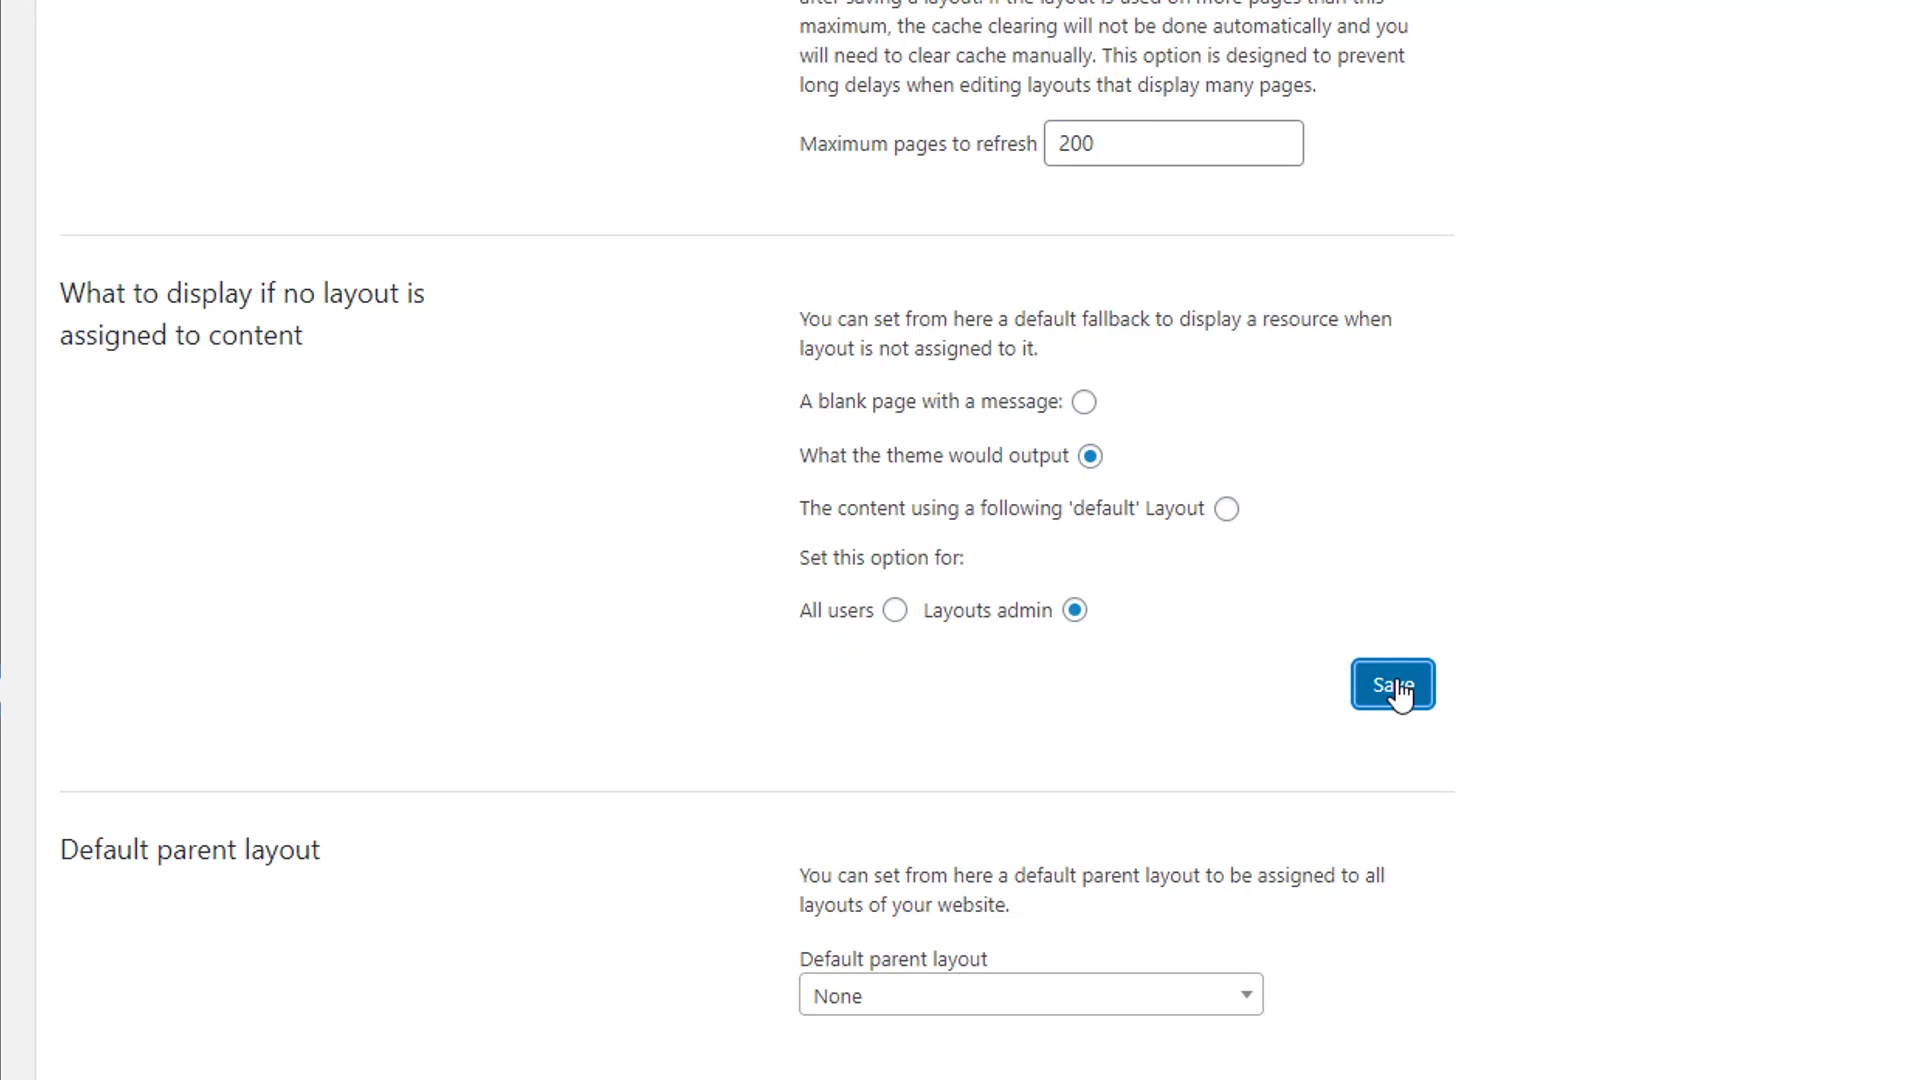 maximum, the cache clearing will not be done automatically and you
will need to clear cache manually. This option is designed to prevent
long delays when editing layouts that display many pages.
Maximum pages to refresh 200
What to display if no layout is
assigned to content
You can set from here a default fallback to display a resource when
layout is not assigned to it.
A blank page with a message:
What the theme would output
The content using a following 'default' Layout
Set this option for:
All users Layouts admin
Save
Default parent layout
You can set from here a default parent layout to be assigned to all
layouts of your website.
Default parent layout
None